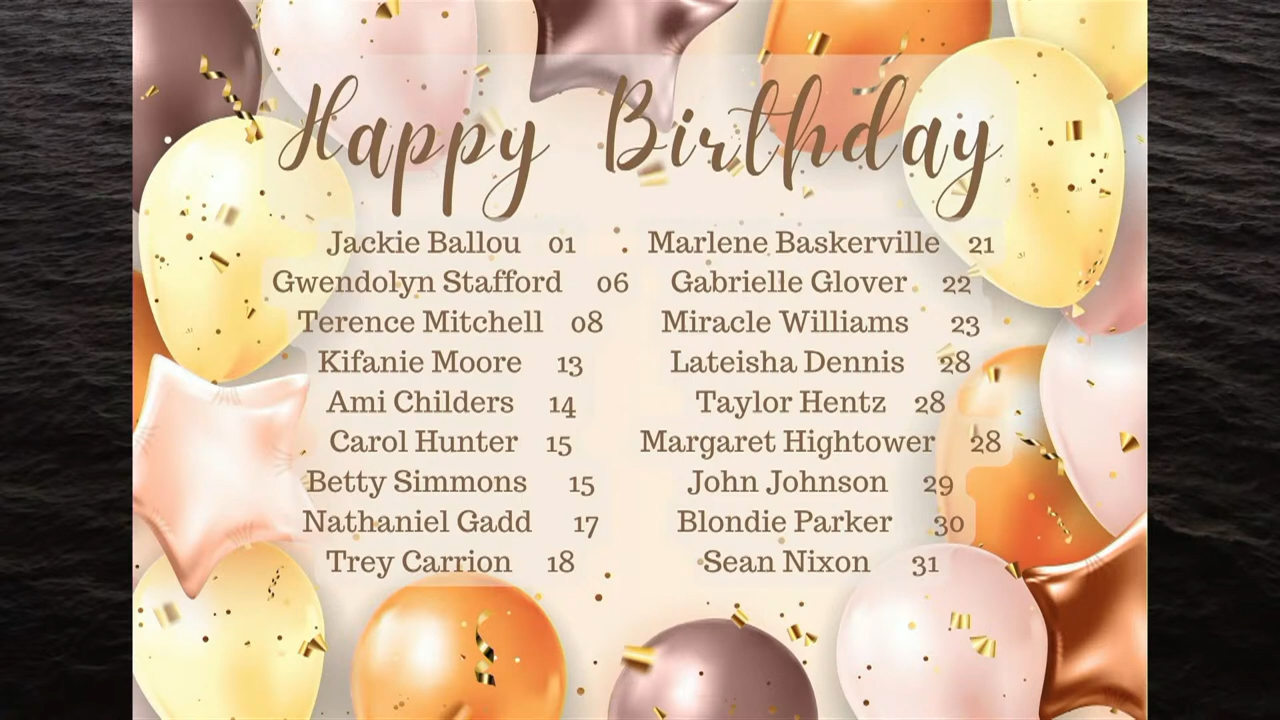 Happy Birthday
Jackie Ballou 01
Gwendolyn Stafford 06
Terence Mitchell 08
Kifanie Moore 13
Ami Childers 14
Carol Hunter 15
Betty Simmons 15
Nathaniel Gadd 17
Trey Carrion 18
Marlene Baskerville 21
Gabrielle Glover 22
Miracle Williams 23
Lateisha Dennis 28
Taylor Hentz 28
Margaret Hightower 28
John Johnson 29
Blondie Parker 30
Sean Nixon 31